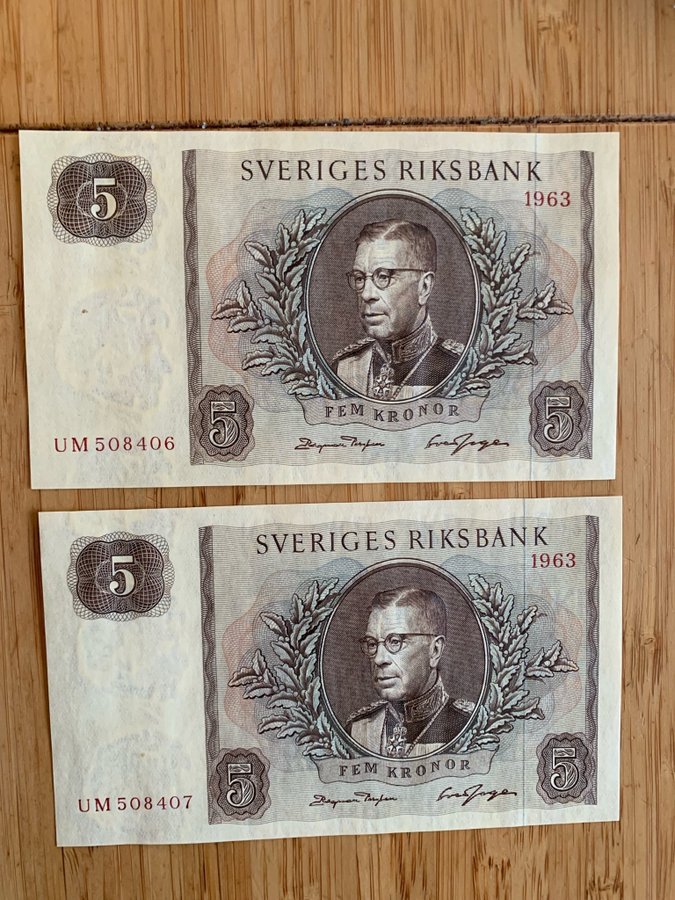 5
SVERIGES RIKSBANK
1963
FEM KRONOR
5
5
UM 508406
5
SVERIGES RIKSBANK
1963
FEM KRONOR
5
5
UM 508407